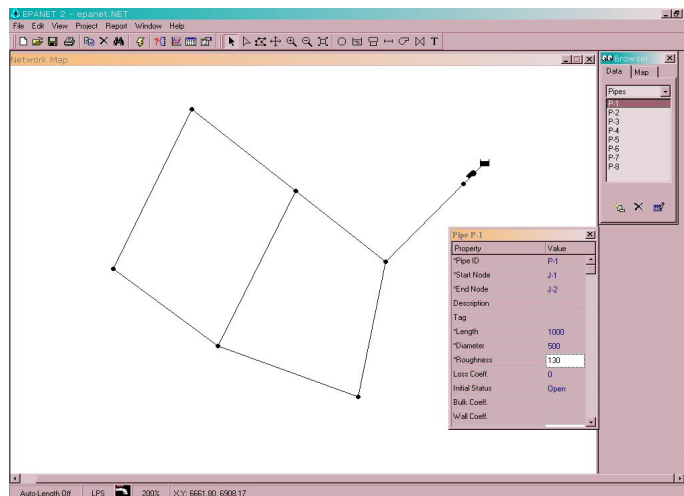 EPANET 2 - epanet.NET
File Edit View Project Report Window Help
T
Network Map
Browser
Data Map
Pipes
P-1
P-2
P-3
P-4
P-5
P-6
P-7
P-8
Pipe P-1
Property Value
*Pipe ID P-1
*Start Node J-1
*End Node J-2
Description
Tag
*Length 1000
*Diameter 500
*Roughness 130
Loss Coeff. 0
Initial Status Open
Bulk Coeff.
Wall Coeff.
Auto-Length Off LPS 200% X,Y: 6661.80, 6908.17